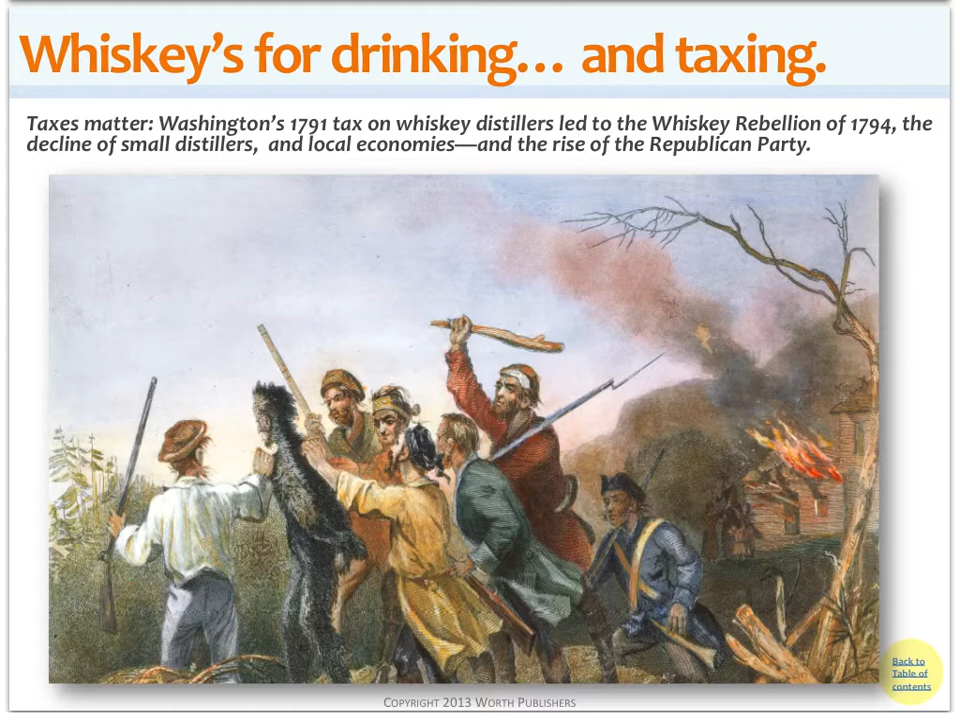 Whiskey’s for drinking… and taxing.
Taxes matter: Washington’s 1791 tax on whiskey distillers led to the Whiskey Rebellion of 1794, the
decline of small distillers,  and local economies—and the rise of the Republican Party.
Back to
Table of
contents
Copyright 2013 Worth Publishers